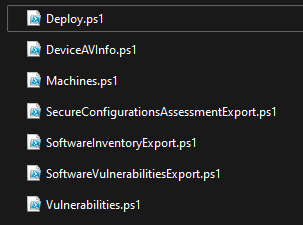 Deploy.ps1
DeviceAVInfo.ps1
Machines.ps1
SecureConfigurationsAssessmentExport.ps1
SoftwareInventoryExport.ps1
SoftwareVulnerabilitiesExport.ps1
Vulnerabilities.ps1